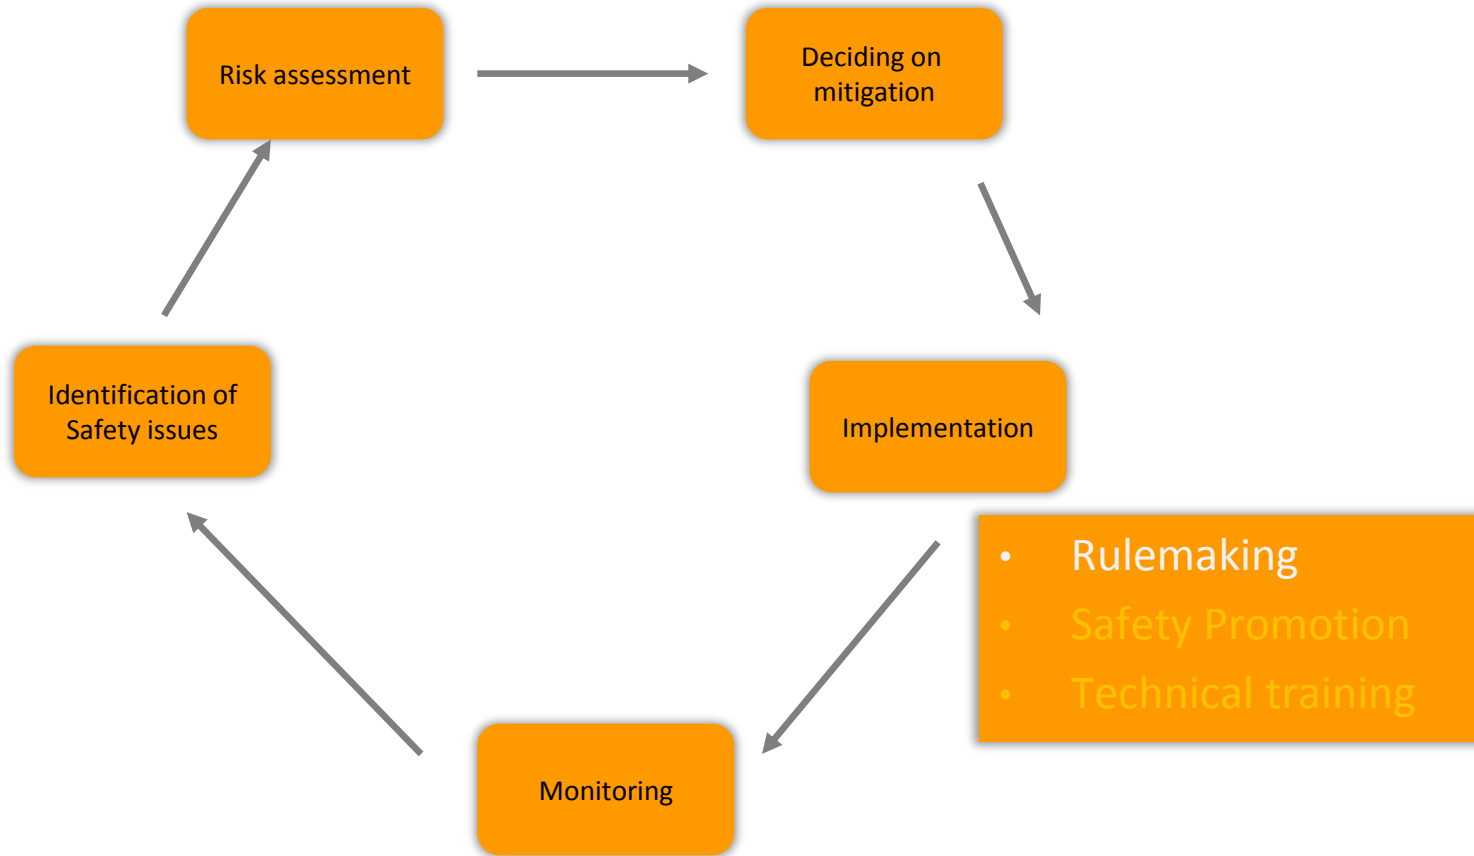 Risk assessment
Deciding on
mitigation
Identification of
Safety issues
Implementation
• Rulemaking
• Safety Promotion
• Technical training
Monitoring